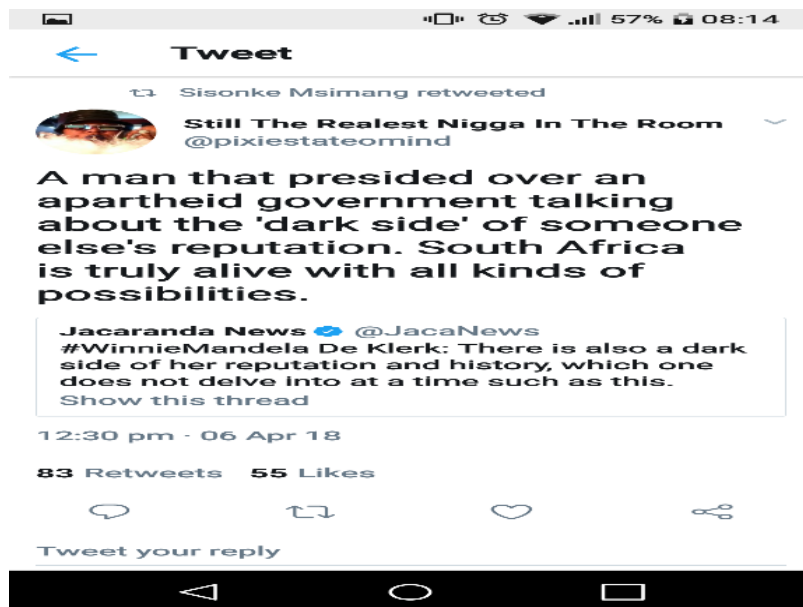 57% 08:14
Tweet
Sisonke Msimang retweeted
Still The Realest Nigga In The Room
@pixiestateomind
A man that presided over an
apartheid government talking
about the 'dark side' of someone
else's reputation. South Africa
is truly alive with all kinds of
possibilities.
Jacaranda News @JacaNews
#WinnieMandela De Klerk: There is also a dark
side of her reputation and history, which one
does not delve into at a time such as this.
Show this thread
12:30 pm · 06 Apr 18
83 Retweets 55 Likes
Tweet your reply